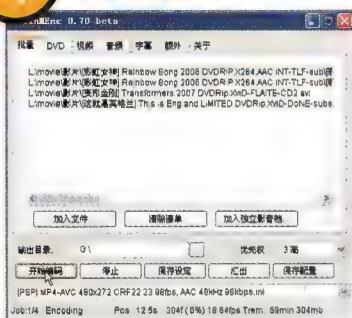 WinMEnc 0.70 beta
批量 DVD 视频 音频 字幕 额外 关于
L:\movie\影片\[彩虹女神] Rainbow Song 2006 DVDRip.X264.AAC iNT-TLF-sub\
L:\movie\影片\[彩虹女神] Rainbow Song 2006 DVDRip.X264.AAC iNT-TLF-sub\
L:\movie\影片\[变形金刚] Transformers.2007 DVDRip.XviD-FLAiTE-CD2 avi
L:\movie\影片\[这就是英格兰] This .is Eng and LiMiTED DVDRip.XviD-DoNE-subs.
加入文件 清除清单 加入独立影音档.
输出目录. G:\ 优先权 3高
开始编码 停止 保存设定 汇出 保存配置
(PSP) MP4-AVC 480x272 CRF22 23.98fps, AAC 48kHz 96kbps.ini
Job:1/4 Encoding Pos 12.5s 304f (0%) 18.64fps Trem. 59min 304mb